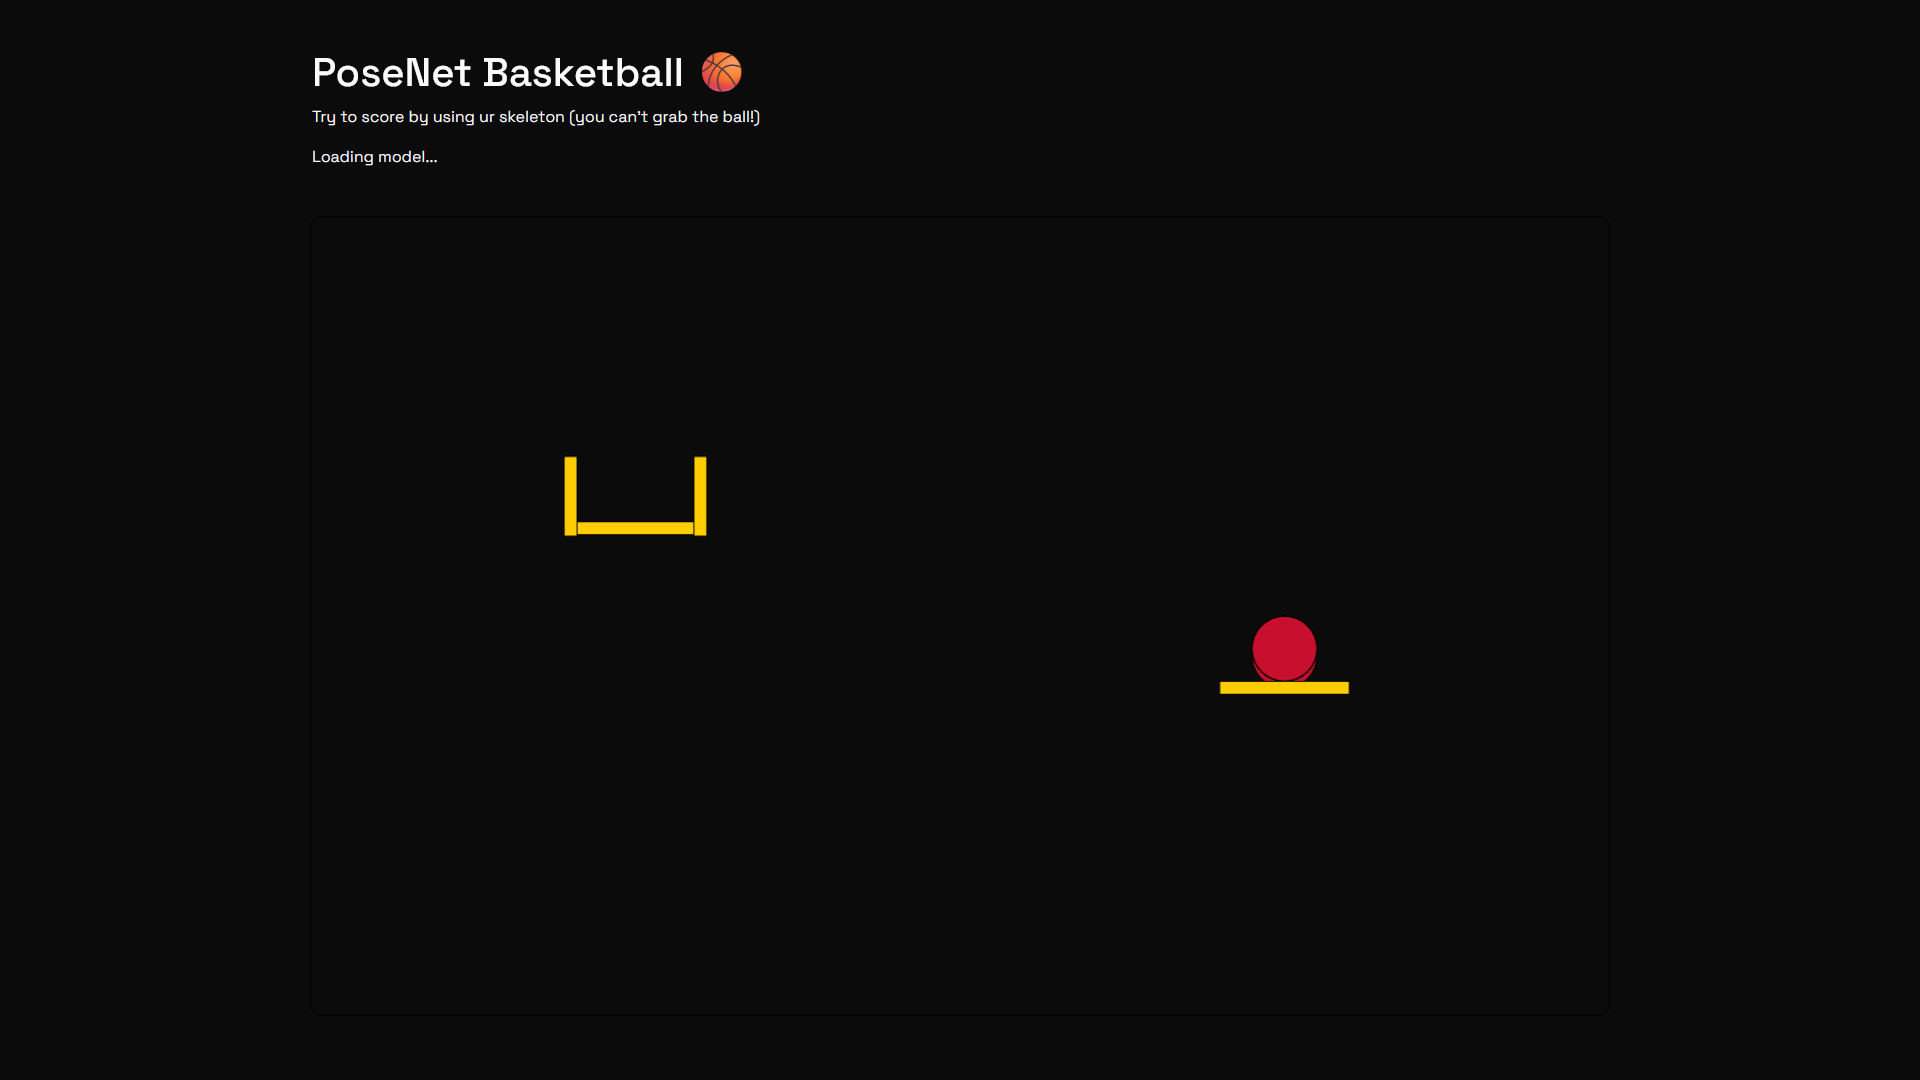 PoseNet Basketball 🏀
Try to score by using ur skeleton (you can't grab the ball!)
Loading model...